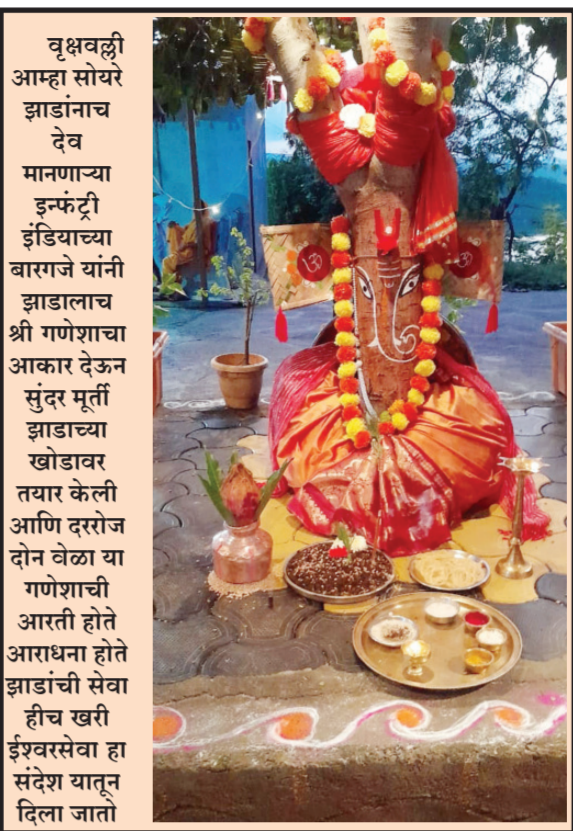 वृक्षवल्ली
आम्हा सोयरे
झाडांनाच
देव
मानणाऱ्या
इन्फंट्री
इंडियाच्या
बारगजे यांनी
झाडालाच
श्री गणेशाचा
आकार देऊन
सुंदर मूर्ती
झाडाच्या
खोडावर
तयार केली
आणि दररोज
दोन वेळा या
गणेशाची
आरती होते
आराधना होते
झाडांची सेवा
हीच खरी
ईश्वरसेवा हा
संदेश यातून
दिला जातो
ॐ
ॐ